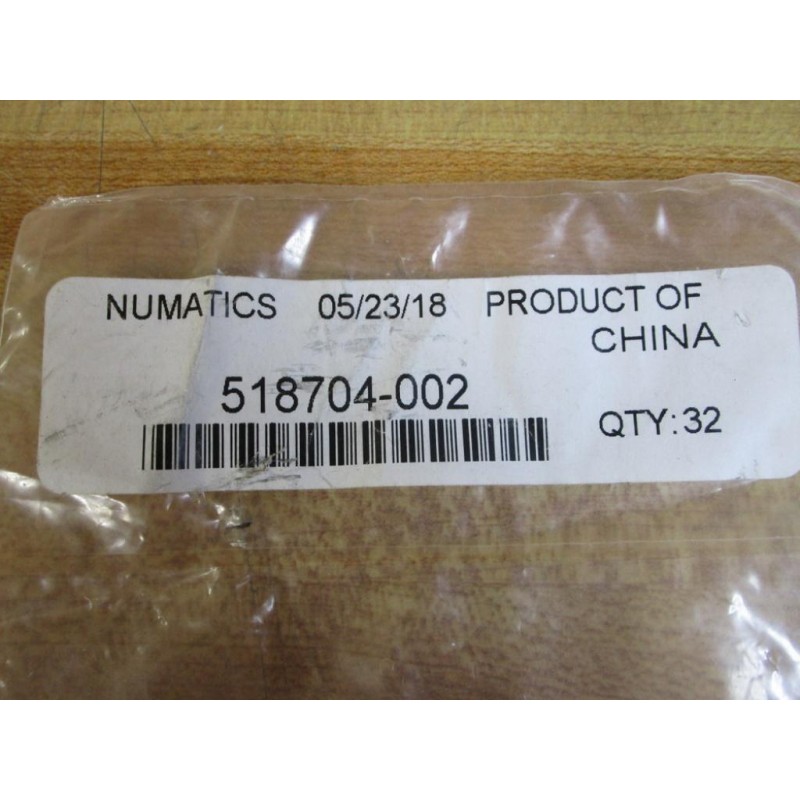 NUMATICS 05/23/18 PRODUCT OF
CHINA
518704-002
QTY:32